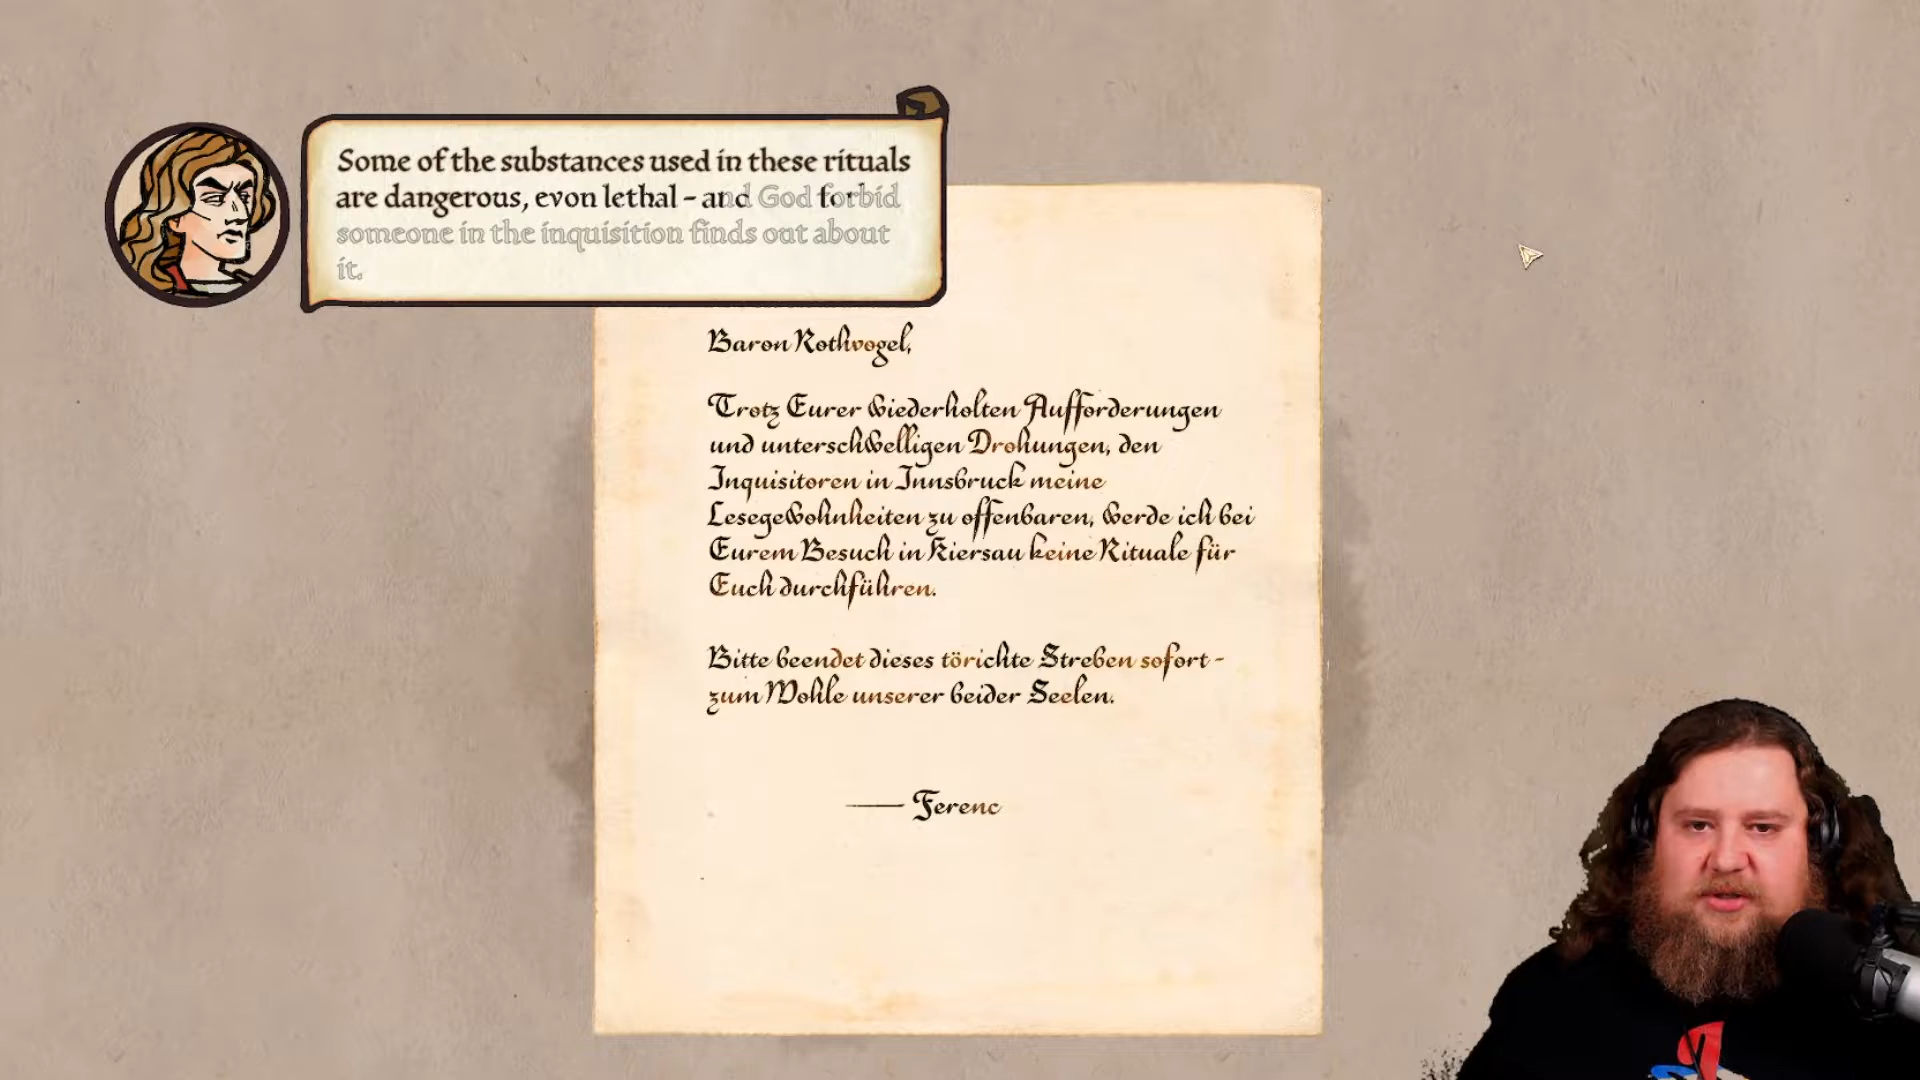 Some of the substances used in these rituals
are dangerous, evon lethal – and God forbid
someone in the inquisition finds out about
it.
Baron Rothvogel,
Trotz Eurer wiederholten Aufforderungen
und unterschwelligen Drohungen, den
Inquisitoren in Innsbruck meine
Lesegewohnheiten zu offenbaren, werde ich bei
Eurem Besuch in Kiersau keine Rituale für
Euch durchführen.
Bitte beendet dieses törichte Streben sofort -
zum Wohle unserer beider Seelen.
—— Ferenc